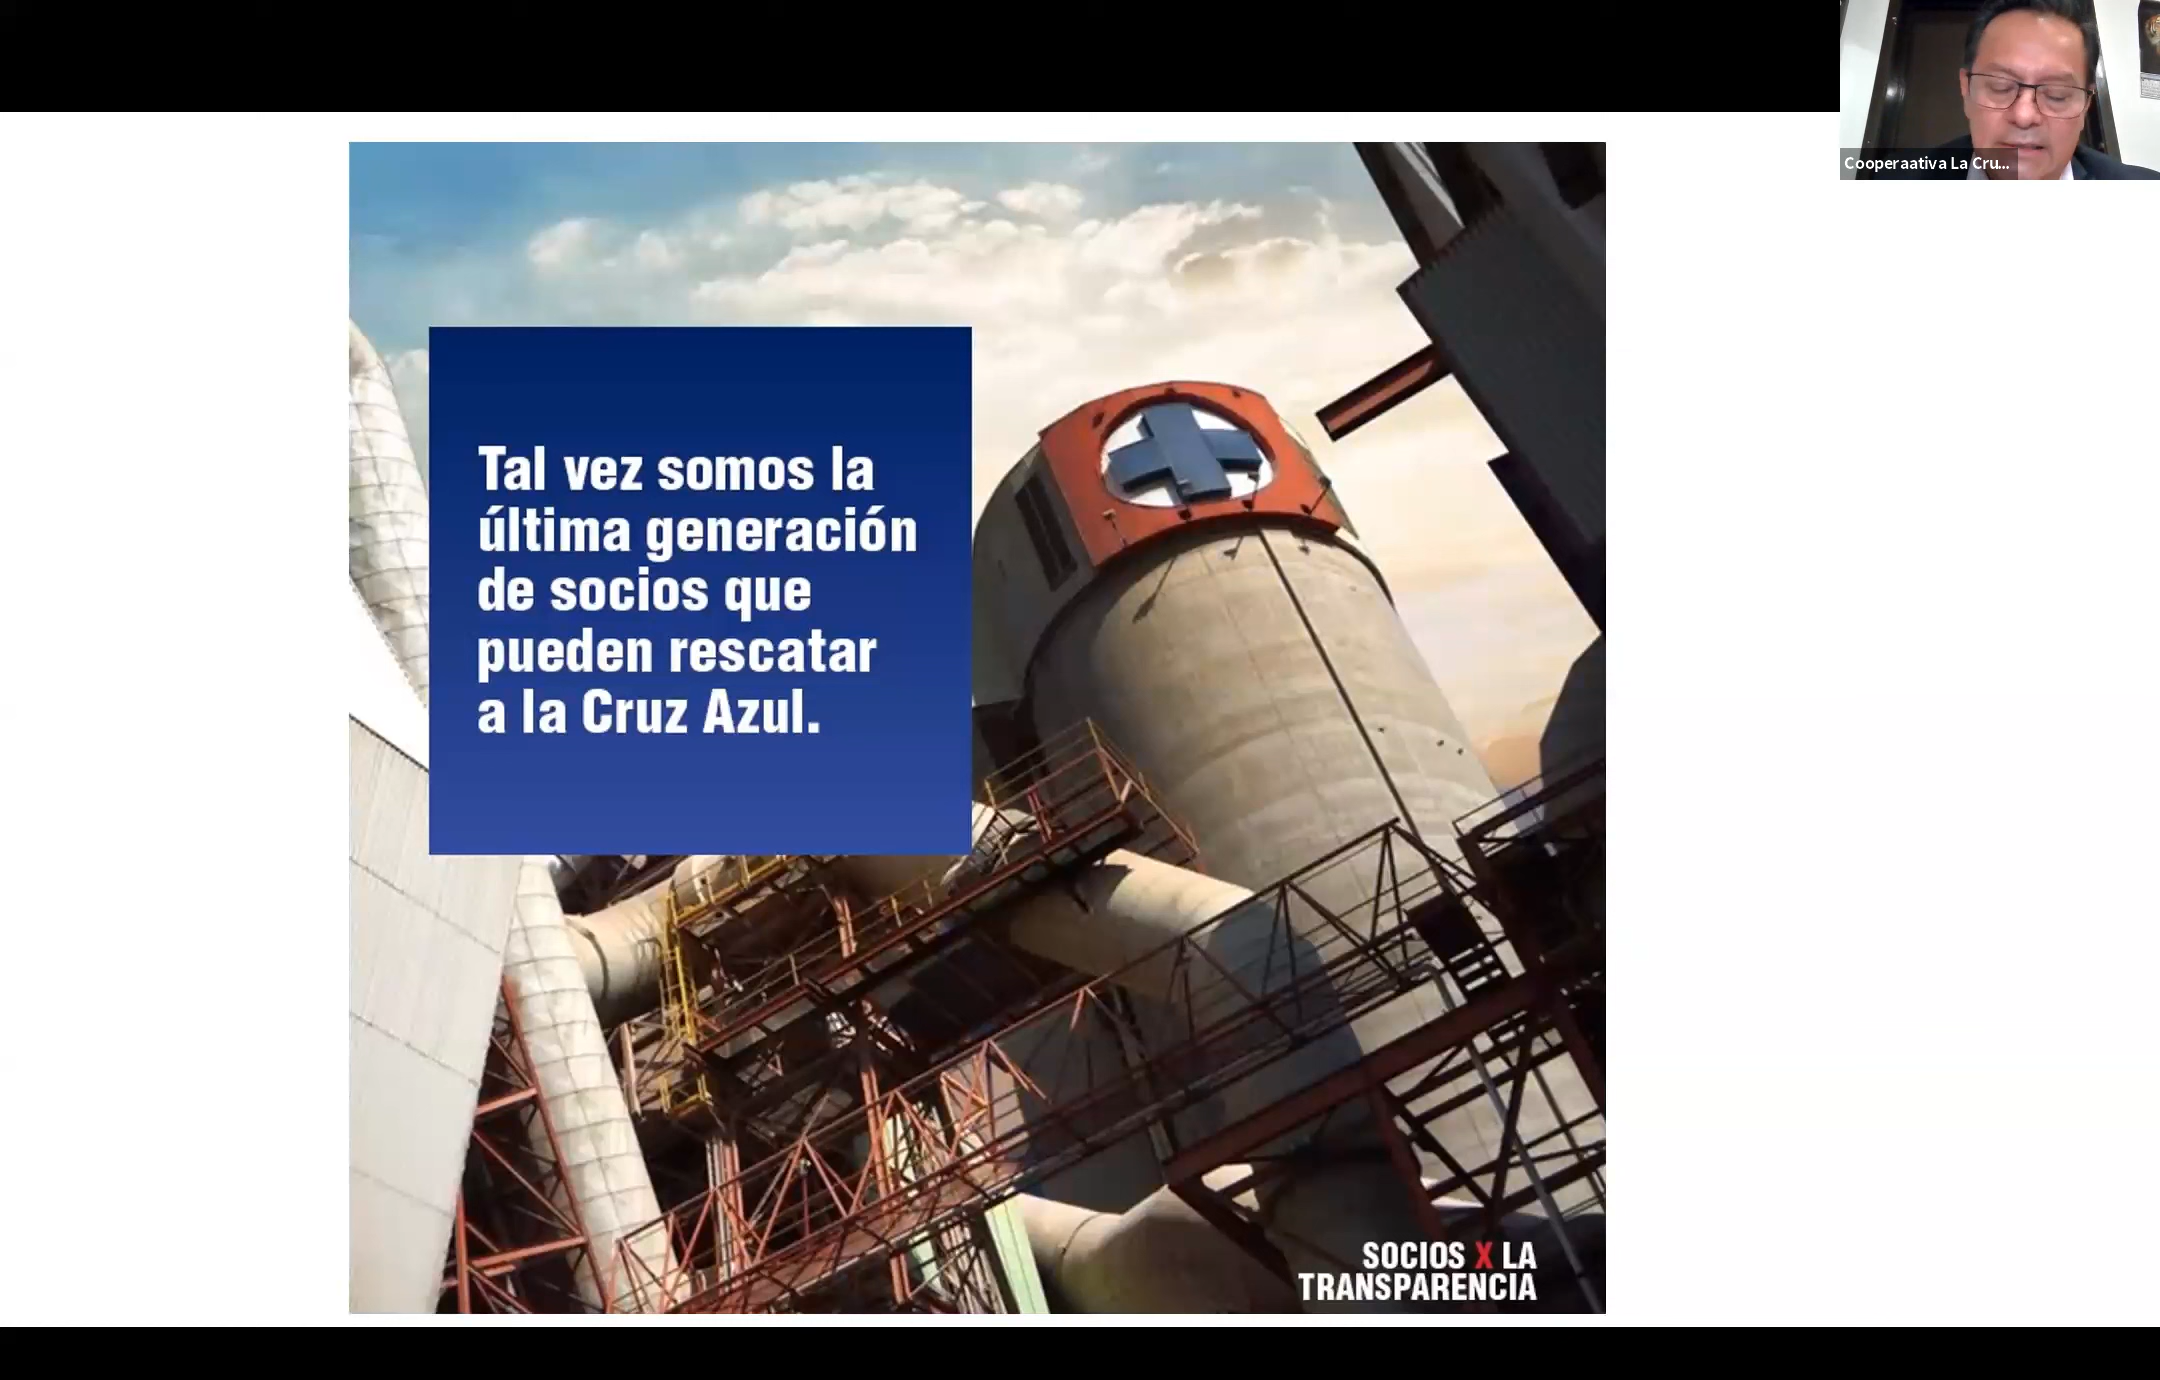 Cooperaativa La Cru...
Tal vez somos la
última generación
de socios que
pueden rescatar
a la Cruz Azul.
SOCIOS X LA
TRANSPARENCIA